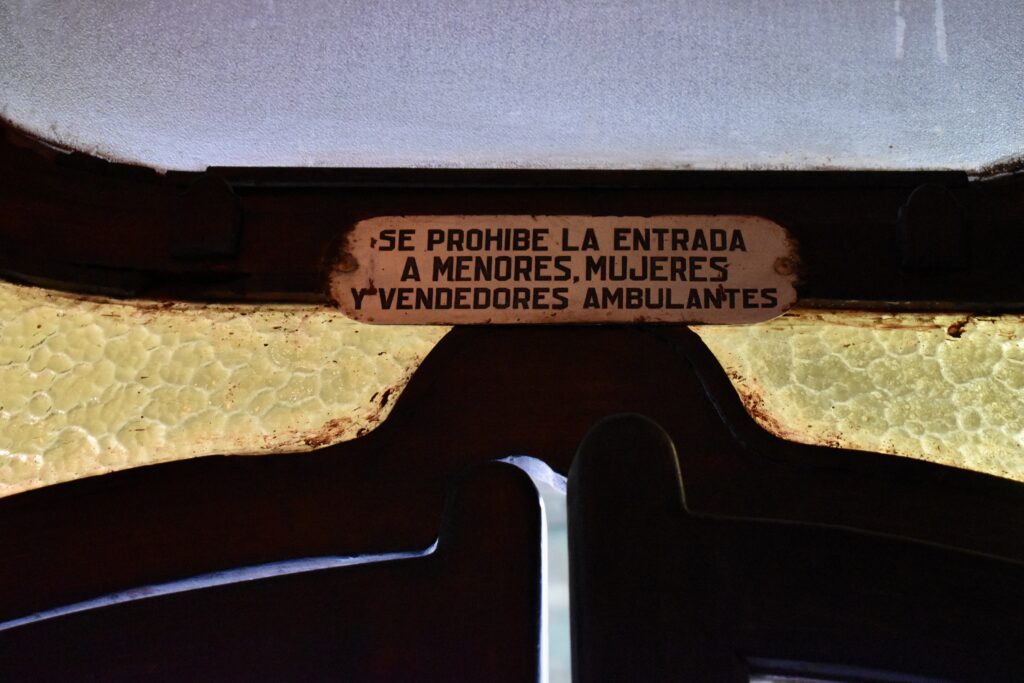 SE PROHIBE LA ENTRADA
A MENORES, MUJERES
Y VENDEDORES AMBULANTES